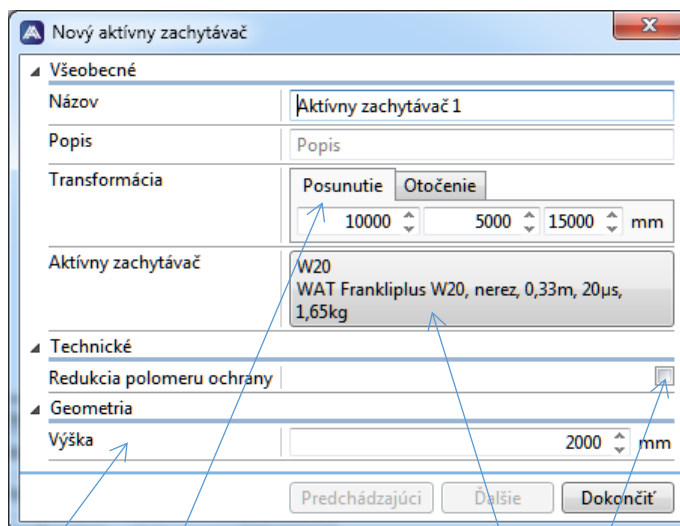 Nový aktívny zachytávač
Všeobecné
Názov Aktívny zachytávač 1
Popis Popis
Transformácia Posunutie Otočenie
10000 5000 15000 mm
Aktívny zachytávač W20
WAT Frankliplus W20, nerez, 0,33m, 20µs,
1,65kg
Technické
Redukcia polomeru ochrany
Geometria
Výška 2000 mm
Predchádzajúci Ďalšie Dokončiť